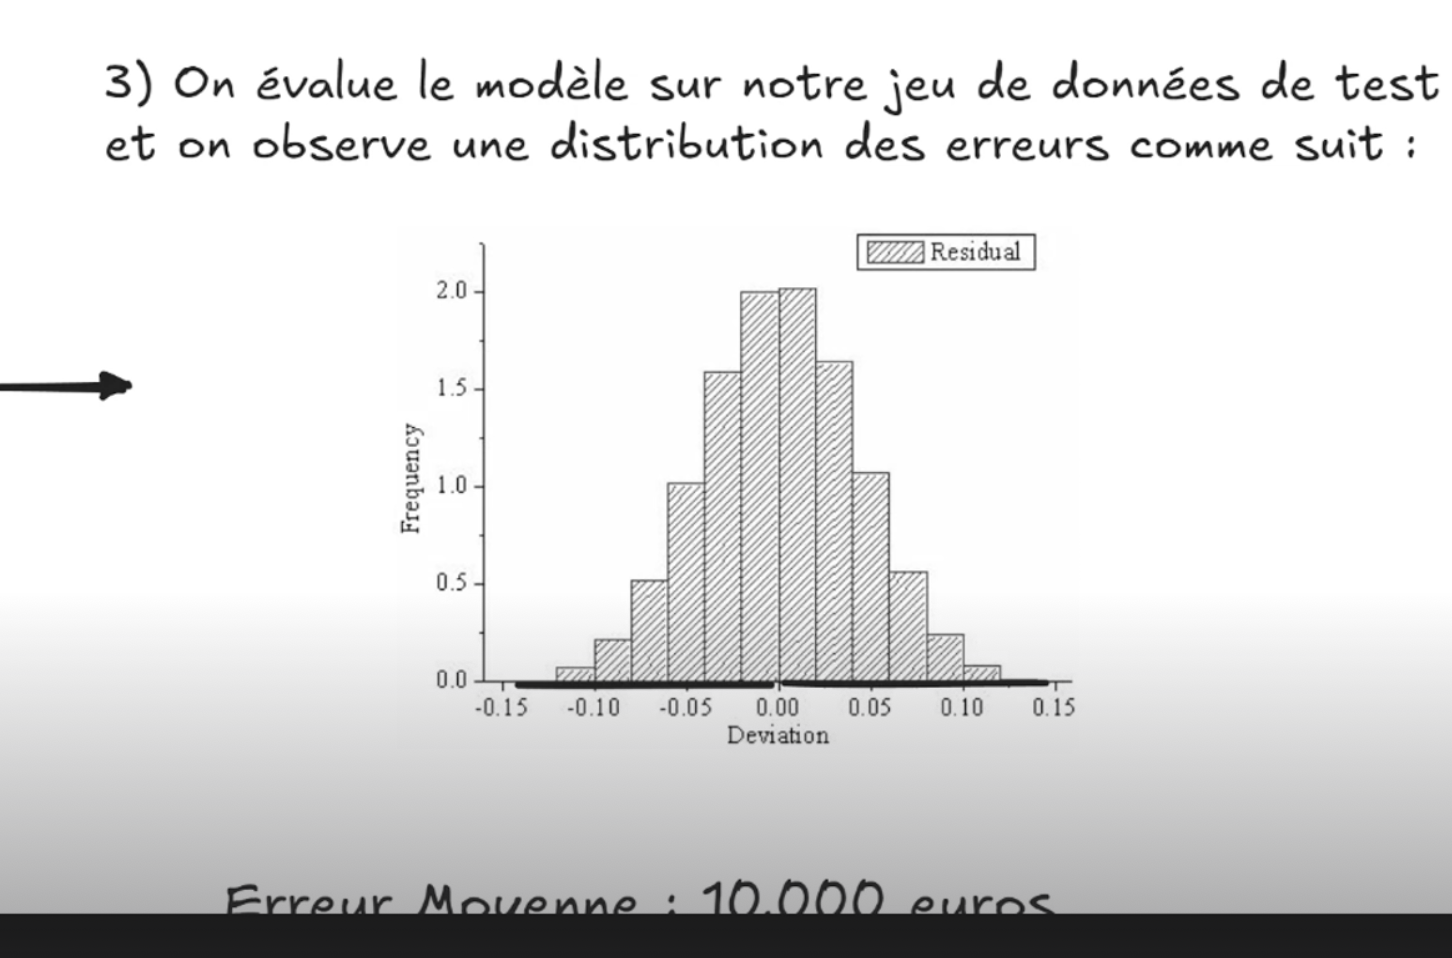 3) On évalue le modèle sur notre jeu de données de test
et on observe une distribution des erreurs comme suit :
Residual
2.0
1.5
1.0
0.5
0.0
Frequency
-0.15 -0.10 -0.05 0.00 0.05 0.10 0.15
Deviation
Erreur Moyenne : 10.000 euros